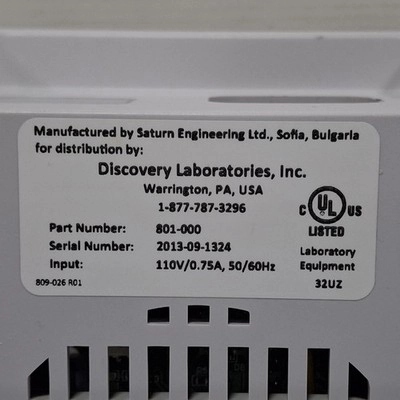 Manufactured by Saturn Engineering Ltd., Sofia, Bulgaria
for distribution by:
Discovery Laboratories, Inc.
Warrington, PA, USA
1-877-787-3296
Part Number: 801-000
Serial Number: 2013-09-1324
Input: 110V/0.75A, 50/60Hz
809-026 R01
C UL US
LISTED
Laboratory
Equipment
32UZ